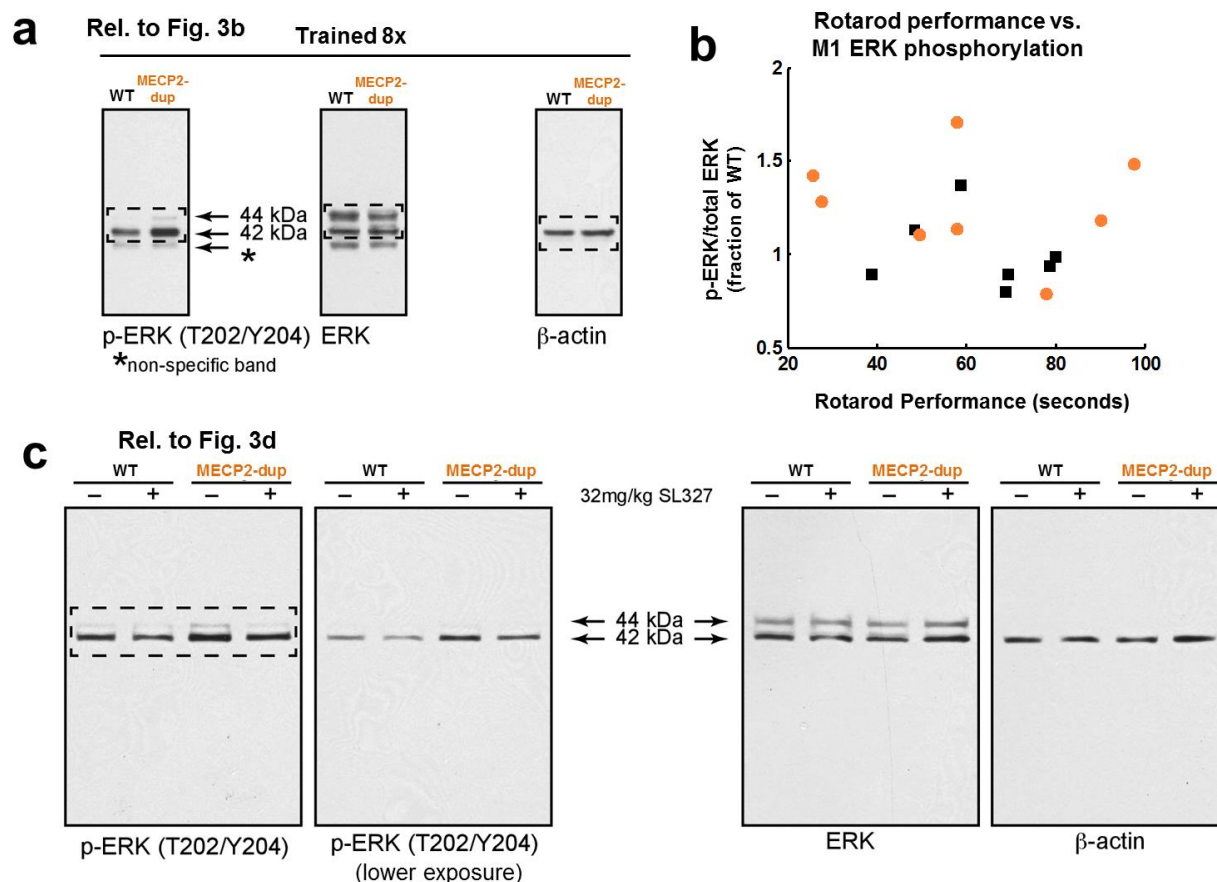 a
Rel. to Fig. 3b
Trained 8x
WT
MECP2-
dup
WT
MECP2-
dup
WT
MECP2-
dup
44 kDa
42 kDa
*
p-ERK (T202/Y204)
ERK
β-actin
*non-specific band
b
Rotarod performance vs.
M1 ERK phosphorylation
p-ERK/total ERK
(fraction of WT)
2
1.5
1
0.5
20 40 60 80 100
Rotarod Performance (seconds)
c
Rel. to Fig. 3d
WT MECP2-dup WT MECP2-dup
– + – + – + – +
32mg/kg SL327
WT MECP2-dup WT MECP2-dup
– + – + – + – +
44 kDa
42 kDa
p-ERK (T202/Y204)
p-ERK (T202/Y204)
(lower exposure)
ERK
β-actin